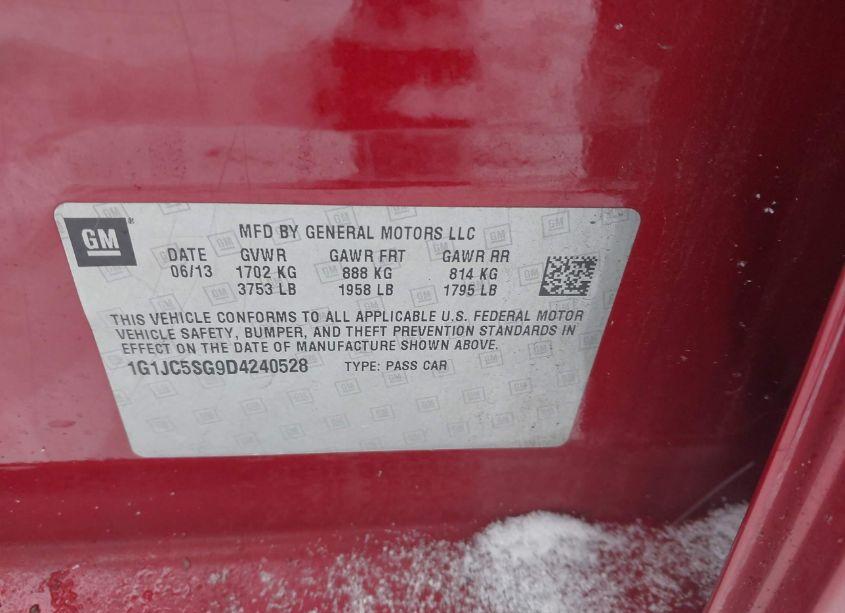 GM
MFD BY GENERAL MOTORS LLC
DATE GVWR GAWR FRT GAWR RR
06/13 1702 KG 888 KG 814 KG
3753 LB 1958 LB 1795 LB
THIS VEHICLE CONFORMS TO ALL APPLICABLE U.S. FEDERAL MOTOR
VEHICLE SAFETY, BUMPER, AND THEFT PREVENTION STANDARDS IN
EFFECT ON THE DATE OF MANUFACTURE SHOWN ABOVE.
1G1JC5SG9D4240528 TYPE: PASS CAR